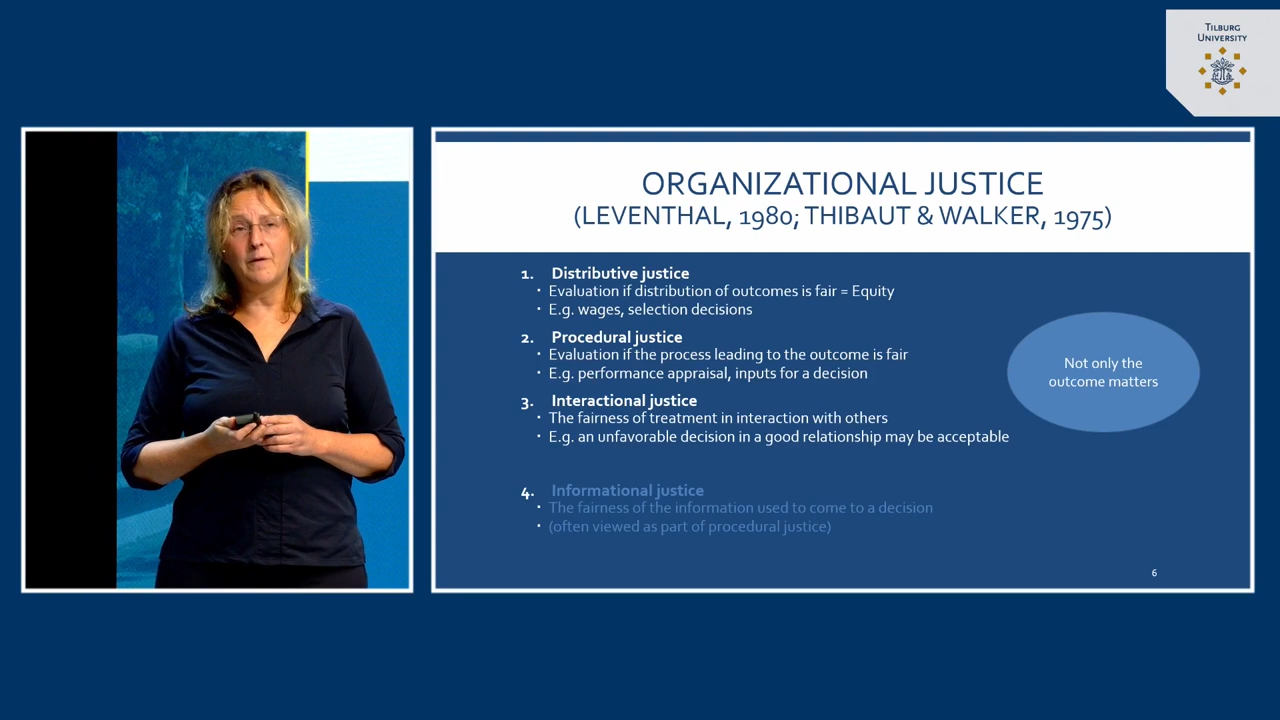 TILBURG
UNIVERSITY
ORGANIZATIONAL JUSTICE
(LEVENTHAL, 1980; THIBAUT & WALKER, 1975)
1. Distributive justice
· Evaluation if distribution of outcomes is fair = Equity
· E.g. wages, selection decisions
2. Procedural justice
· Evaluation if the process leading to the outcome is fair
· E.g. performance appraisal, inputs for a decision
3. Interactional justice
· The fairness of treatment in interaction with others
· E.g. an unfavorable decision in a good relationship may be acceptable
Not only the
outcome matters
4. Informational justice
· The fairness of the information used to come to a decision
· (often viewed as part of procedural justice)
6